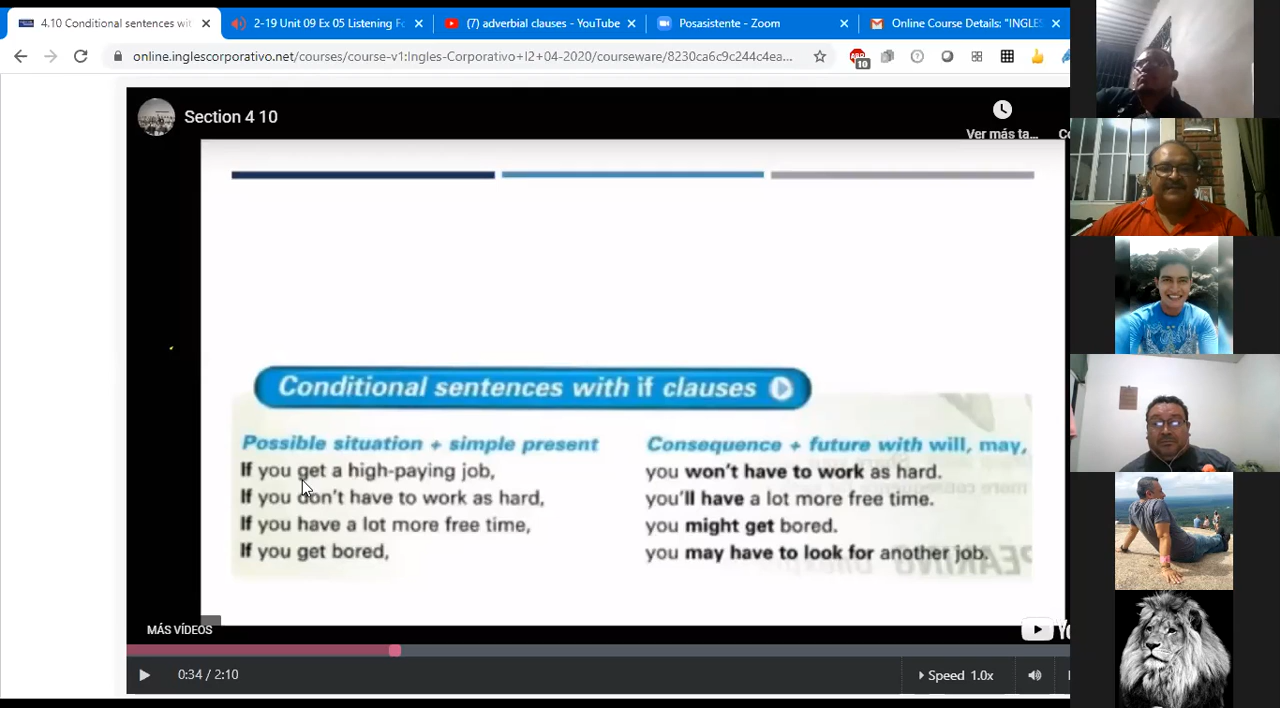 4.10 Conditional sentences wit
2-19 Unit 09 Ex 05 Listening Fo
(7) adverbial clauses - YouTube
Posasistente - Zoom
Online Course Details: "INGLES
online.inglescorporativo.net/courses/course-v1:Ingles-Corporativo+I2+04-2020/courseware/8230ca6c9c244c4ea...
10
Section 4 10
Ver más ta...
Conditional sentences with if clauses
Possible situation + simple present
Consequence + future with will, may,
If you get a high-paying job,
you won't have to work as hard.
If you don't have to work as hard,
you'll have a lot more free time.
If you have a lot more free time,
you might get bored.
If you get bored,
you may have to look for another job.
MÁS VÍDEOS
0:34 / 2:10
Speed 1.0x